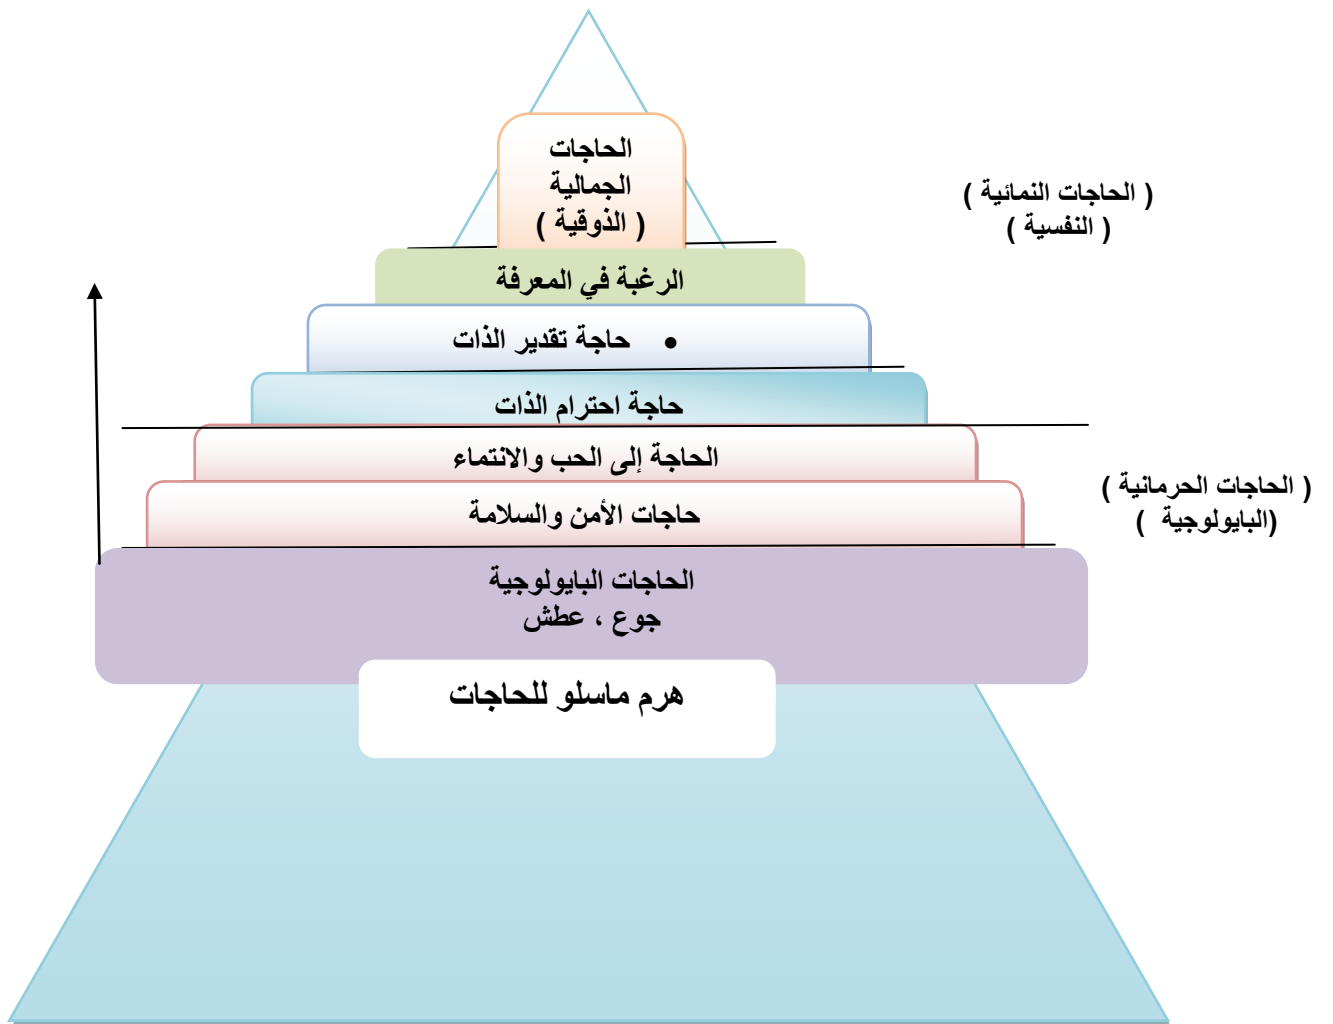 الحاجات
الجمالية
( الذوقية )
( الحاجات النمائية )
( النفسية )
الرغبة في المعرفة
• حاجة تقدير الذات
حاجة احترام الذات
الحاجة إلى الحب والانتماء
( الحاجات الحرمانية )
(البايولوجية )
حاجات الأمن والسلامة
الحاجات البايولوجية
جوع ، عطش
هرم ماسلو للحاجات